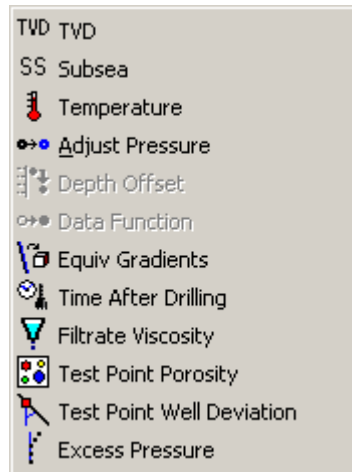 TVD TVD
SS Subsea
Temperature
Adjust Pressure
Depth Offset
Data Function
Equiv Gradients
Time After Drilling
Filtrate Viscosity
Test Point Porosity
Test Point Well Deviation
Excess Pressure